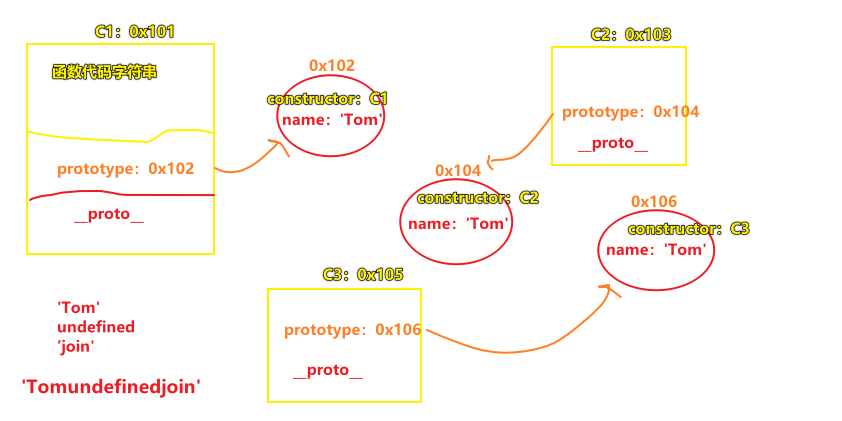 C1：0x101
函数代码字符串
prototype：0x102
__proto__
0x102
constructor：C1
name：'Tom'
C2：0x103
prototype：0x104
__proto__
0x104
constructor：C2
name：'Tom'
0x106
constructor：C3
name：'Tom'
C3：0x105
prototype：0x106
__proto__
'Tom'
undefined
'join'
'Tomundefinedjoin'